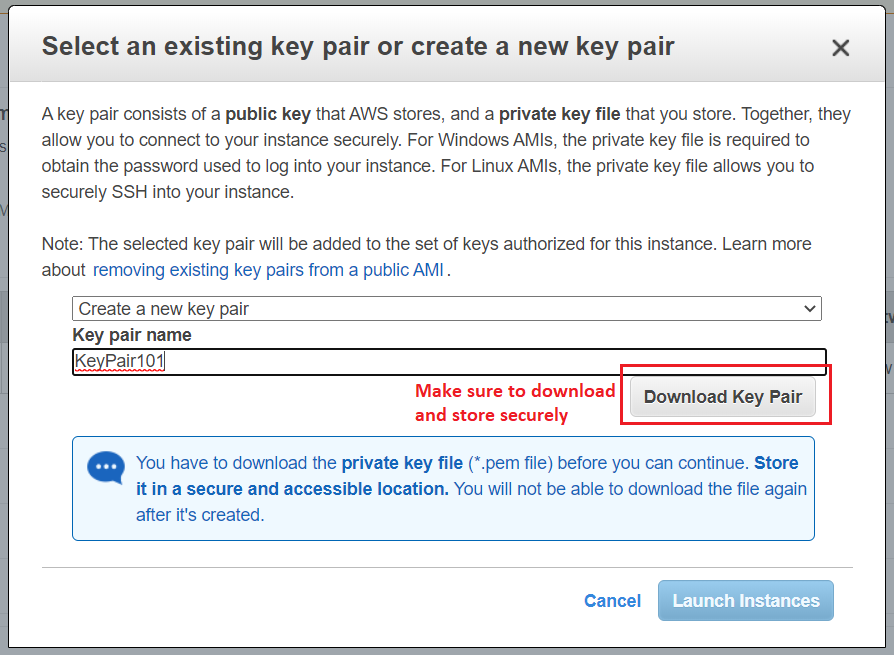 Select an existing key pair or create a new key pair
A key pair consists of a public key that AWS stores, and a private key file that you store. Together, they
allow you to connect to your instance securely. For Windows AMIs, the private key file is required to
obtain the password used to log into your instance. For Linux AMIs, the private key file allows you to
securely SSH into your instance.
Note: The selected key pair will be added to the set of keys authorized for this instance. Learn more
about removing existing key pairs from a public AMI .
Create a new key pair
Key pair name
KeyPair101
Make sure to download
and store securely
Download Key Pair
You have to download the private key file (*.pem file) before you can continue. Store
it in a secure and accessible location. You will not be able to download the file again
after it's created.
Cancel
Launch Instances